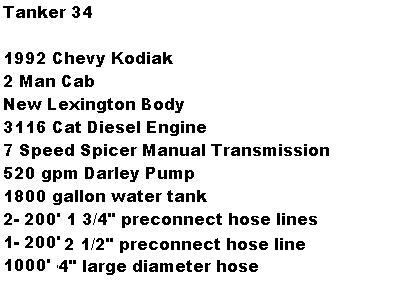 Tanker 34
1992 Chevy Kodiak
2 Man Cab
New Lexington Body
3116 Cat Diesel Engine
7 Speed Spicer Manual Transmission
520 gpm Darley Pump
1800 gallon water tank
2- 200' 1 3/4" preconnect hose lines
1- 200' 2 1/2" preconnect hose line
1000' 4" large diameter hose